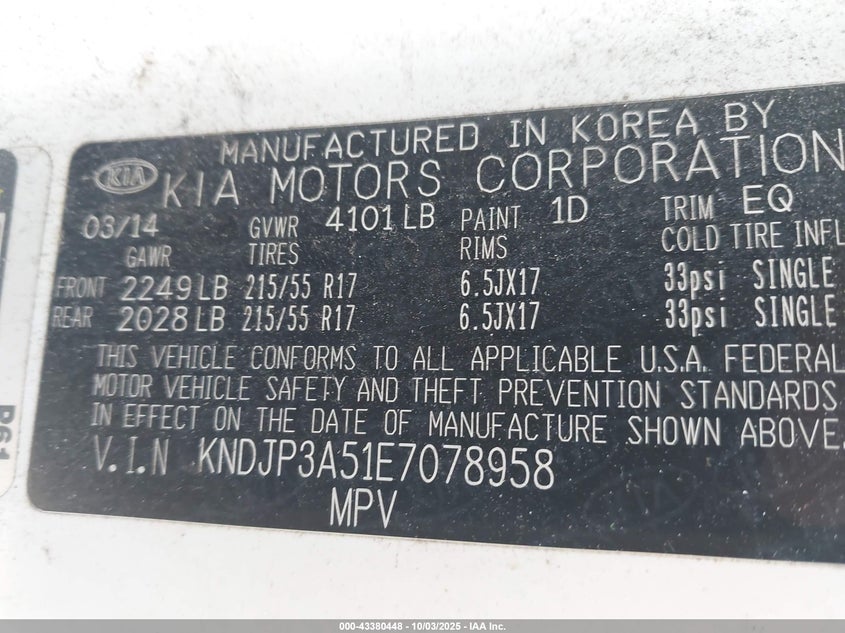 MANUFACTURED IN KOREA BY
KIA KIA MOTORS CORPORATION
03/14 GVWR 4101 LB PAINT 1D TRIM EQ
GAWR TIRES RIMS COLD TIRE INFL
FRONT 2249 LB 215/55 R17 6.5JX17 33psi SINGLE
REAR 2028 LB 215/55 R17 6.5JX17 33psi SINGLE
THIS VEHICLE CONFORMS TO ALL APPLICABLE U.S.A. FEDERAL
MOTOR VEHICLE SAFETY AND THEFT PREVENTION STANDARDS
IN EFFECT ON THE DATE OF MANUFACTURE SHOWN ABOVE.
V.I.N KNDJP3A51E7078958
MPV
000-43380448 - 10/03/2025 - IAA Inc.